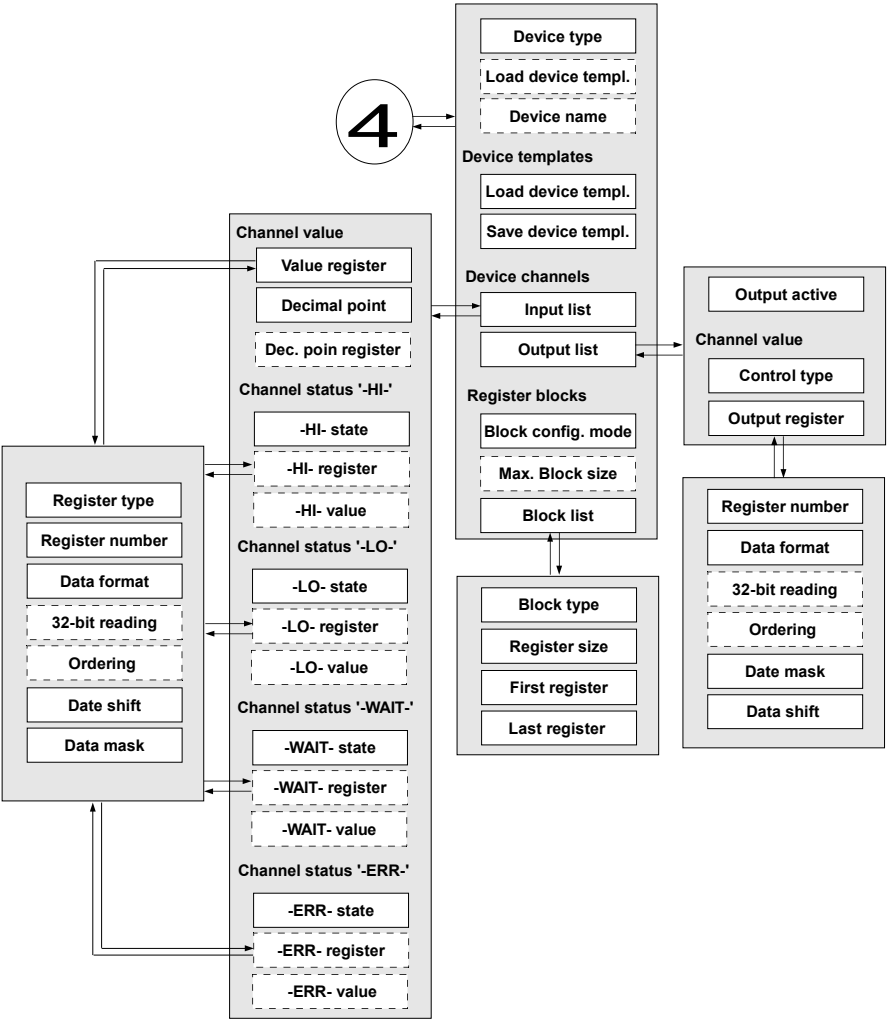 4
Device type
Load device templ.
Device name
Device templates
Load device templ.
Save device templ.
Device channels
Input list
Output list
Register blocks
Block config. mode
Max. Block size
Block list
Block type
Register size
First register
Last register
Output active
Channel value
Control type
Output register
Register number
Data format
32-bit reading
Ordering
Date mask
Data shift
Channel value
Value register
Decimal point
Dec. poin register
Channel status '-HI-'
-HI- state
-HI- register
-HI- value
Channel status '-LO-'
-LO- state
-LO- register
-LO- value
Channel status '-WAIT-'
-WAIT- state
-WAIT- register
-WAIT- value
Channel status '-ERR-'
-ERR- state
-ERR- register
-ERR- value
Register type
Register number
Data format
32-bit reading
Ordering
Date shift
Data mask